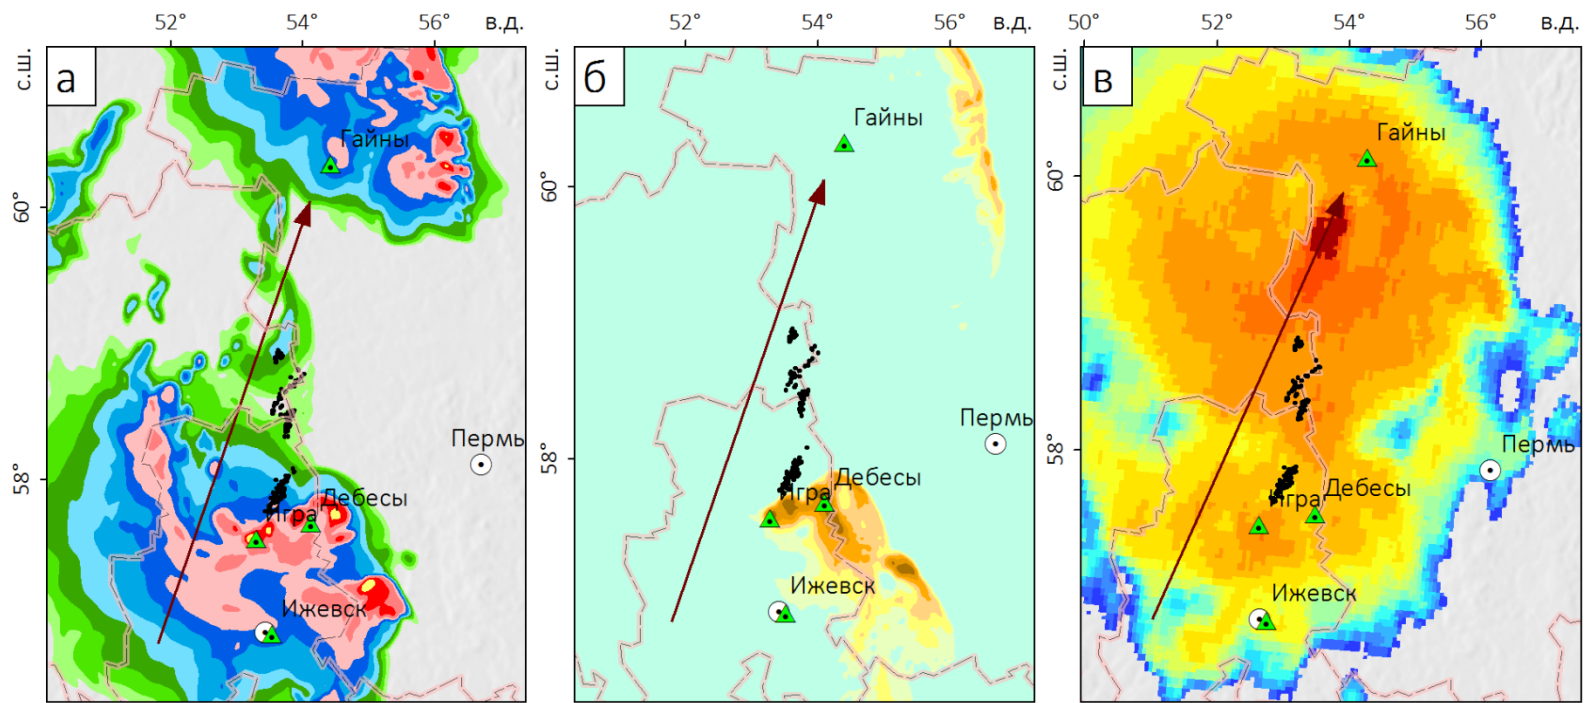 52° 54° 56° в.д.
с.ш.
а
Гайны
60°
58°
Пермь
Дебесы
Игра
Ижевск
52° 54° 56° в.д.
с.ш.
б
Гайны
60°
58°
Пермь
Дебесы
Игра
Ижевск
50° 52° 54° 56° в.д.
с.ш.
в
Гайны
60°
58°
Пермь
Дебесы
Игра
Ижевск